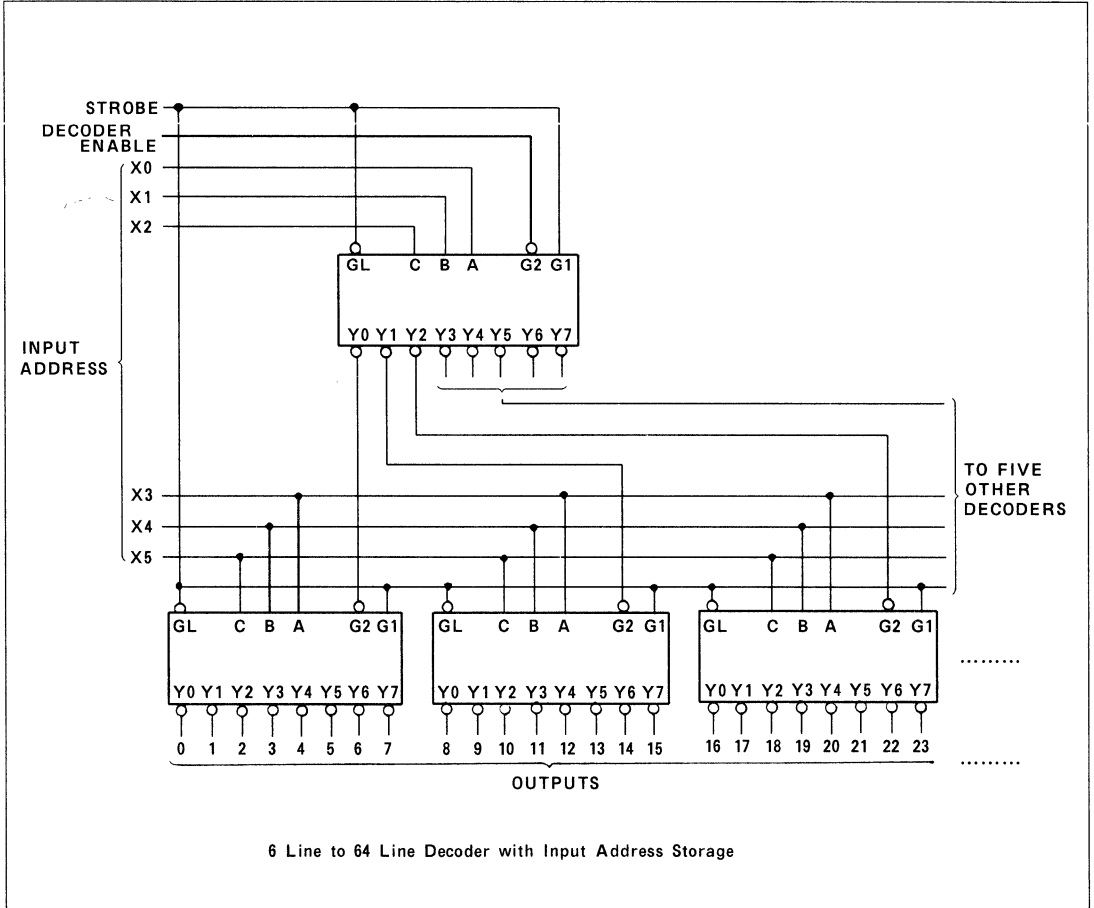 STROBE
DECODER
ENABLE
X0
X1
X2
GL C B A G2 G1
Y0 Y1 Y2 Y3 Y4 Y5 Y6 Y7
INPUT
ADDRESS
TO FIVE
OTHER
DECODERS
X3
X4
X5
GL C B A G2 G1 GL C B A G2 G1 GL C B A G2 G1
.........
Y0 Y1 Y2 Y3 Y4 Y5 Y6 Y7 Y0 Y1 Y2 Y3 Y4 Y5 Y6 Y7 Y0 Y1 Y2 Y3 Y4 Y5 Y6 Y7
0 1 2 3 4 5 6 7 8 9 10 11 12 13 14 15 16 17 18 19 20 21 22 23
.........
OUTPUTS
6 Line to 64 Line Decoder with Input Address Storage